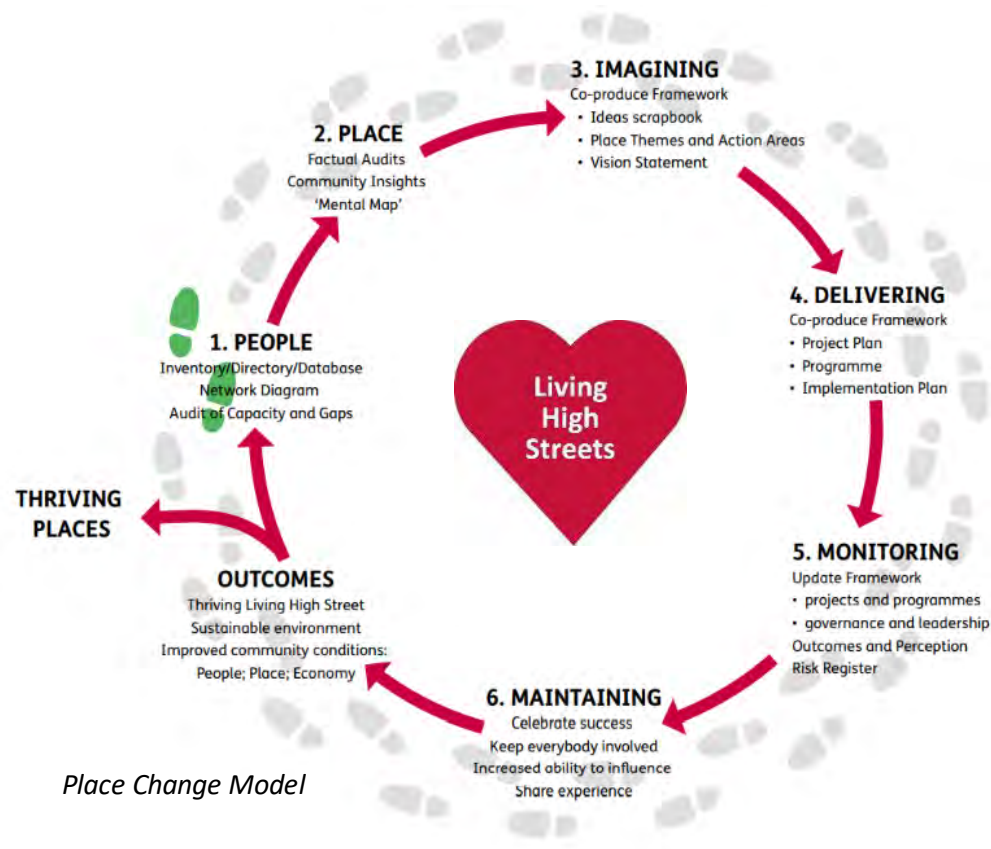 1. PEOPLE
Inventory/Directory/Database
Network Diagram
Audit of Capacity and Gaps
2. PLACE
Factual Audits
Community Insights
‘Mental Map’
3. IMAGINING
Co-produce Framework
• Ideas scrapbook
• Place Themes and Action Areas
• Vision Statement
4. DELIVERING
Co-produce Framework
• Project Plan
• Programme
• Implementation Plan
5. MONITORING
Update Framework
• projects and programmes
• governance and leadership
Outcomes and Perception
Risk Register
6. MAINTAINING
Celebrate success
Keep everybody involved
Increased ability to influence
Share experience
OUTCOMES
Thriving Living High Street
Sustainable environment
Improved community conditions:
People; Place; Economy
THRIVING
PLACES
Living
High
Streets
Place Change Model